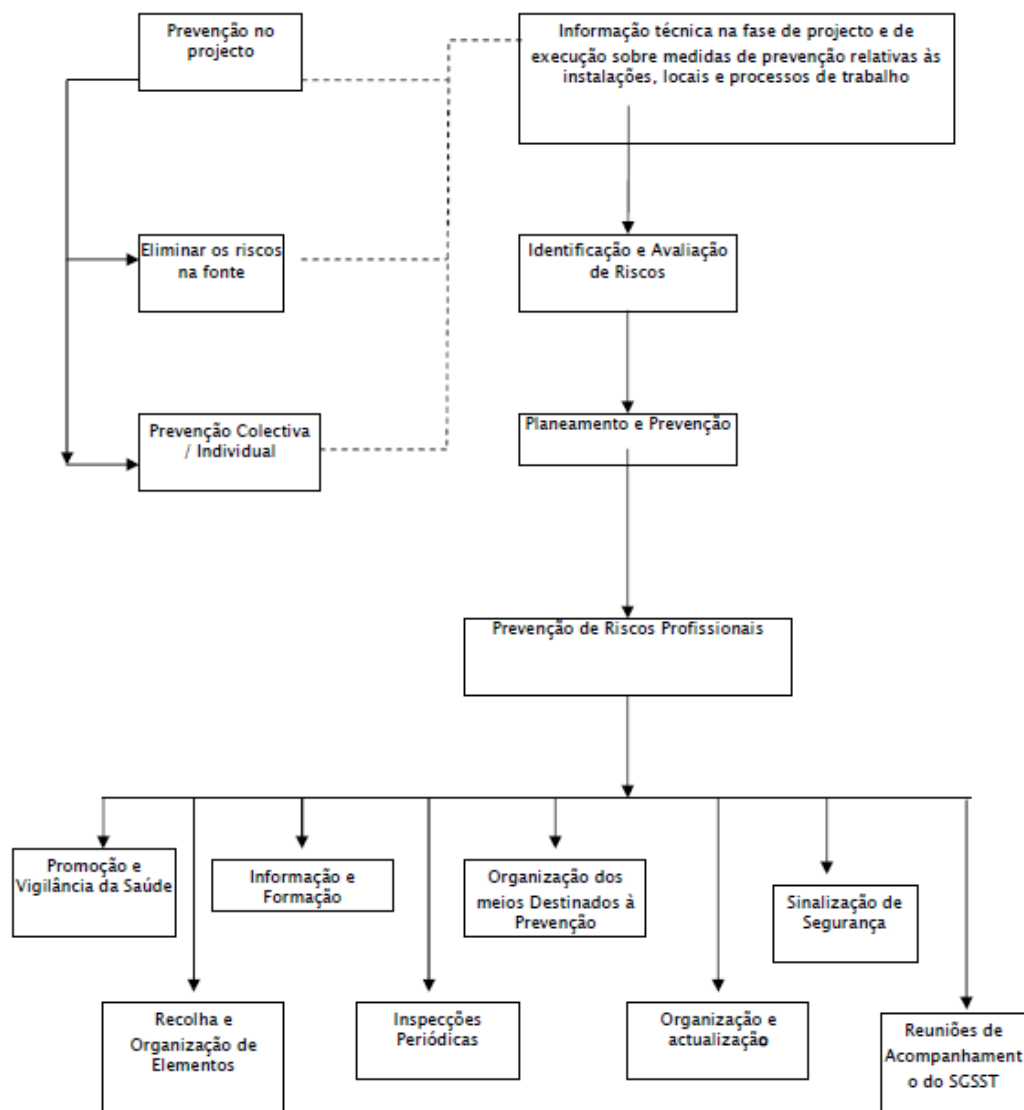 Prevenção no
projecto
Informação técnica na fase de projecto e de
execução sobre medidas de prevenção relativas às
instalações, locais e processos de trabalho
Eliminar os riscos
na fonte
Identificação e Avaliação
de Riscos
Prevenção Colectiva
/ Individual
Planeamento e Prevenção
Prevenção de Riscos Profissionais
Promoção e
Vigilância da Saúde
Informação e
Formação
Organização dos
meios Destinados à
Prevenção
Sinalização de
Segurança
Recolha e
Organização de
Elementos
Inspecções
Periódicas
Organização e
actualização
Reuniões de
Acompanhament
o do SGSST